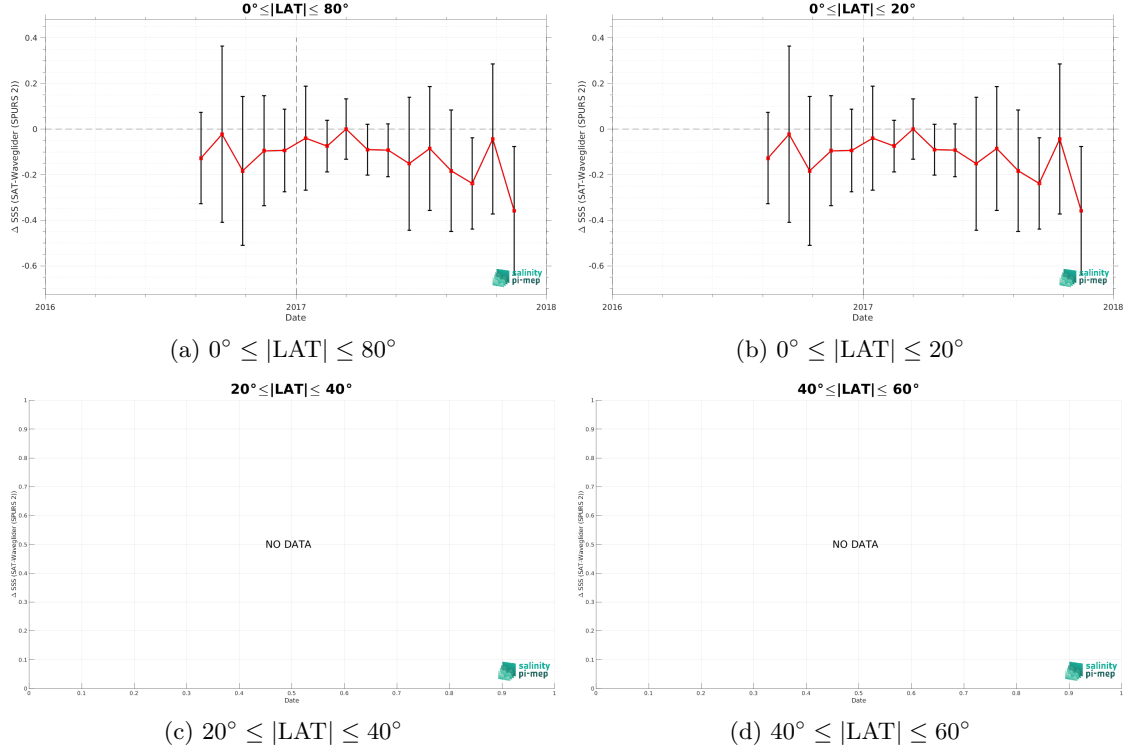 0°≤|LAT|≤ 80°
Δ SSS (SAT-Waveglider (SPURS 2))
0.4
0.2
0
-0.2
-0.4
-0.6
2016
2017
2018
Date
salinity
pi-mep
(a) 0° ≤ |LAT| ≤ 80°
0°≤|LAT|≤ 20°
Δ SSS (SAT-Waveglider (SPURS 2))
0.4
0.2
0
-0.2
-0.4
-0.6
2016
2017
2018
Date
salinity
pi-mep
(b) 0° ≤ |LAT| ≤ 20°
20°≤|LAT|≤ 40°
Δ SSS (SAT-Waveglider (SPURS 2))
1
0.9
0.8
0.7
0.6
0.5
0.4
0.3
0.2
0.1
0
NO DATA
0 0.1 0.2 0.3 0.4 0.5 0.6 0.7 0.8 0.9 1
Date
salinity
pi-mep
(c) 20° ≤ |LAT| ≤ 40°
40°≤|LAT|≤ 60°
Δ SSS (SAT-Waveglider (SPURS 2))
1
0.9
0.8
0.7
0.6
0.5
0.4
0.3
0.2
0.1
0
NO DATA
0 0.1 0.2 0.3 0.4 0.5 0.6 0.7 0.8 0.9 1
Date
salinity
pi-mep
(d) 40° ≤ |LAT| ≤ 60°